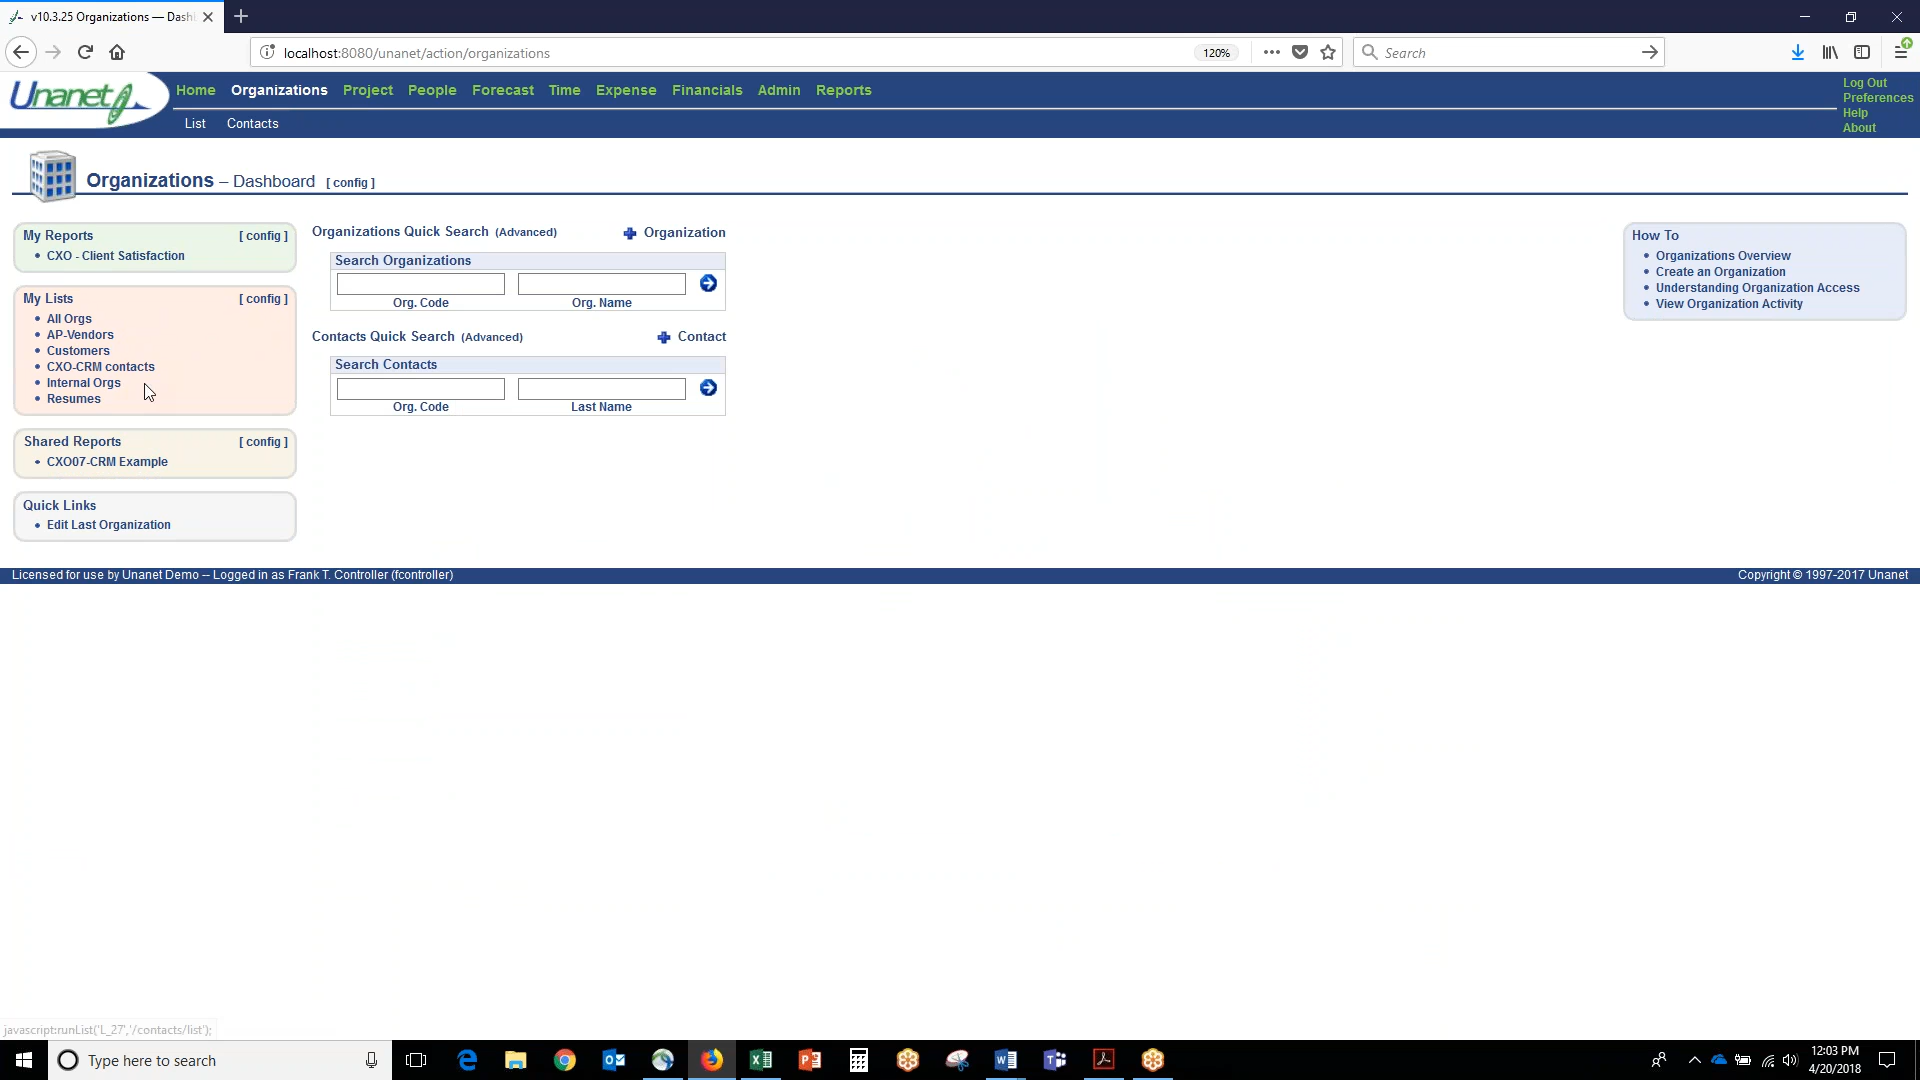 v10.3.25 Organizations — Dash
localhost:8080/unanet/action/organizations
120%
Search
Unanet
Home Organizations Project People Forecast Time Expense Financials Admin Reports
List Contacts
Log Out
Preferences
Help
About
Organizations – Dashboard [ config ]
My Reports [ config ]
• CXO - Client Satisfaction
My Lists [ config ]
• All Orgs
• AP-Vendors
• Customers
• CXO-CRM contacts
• Internal Orgs
• Resumes
Shared Reports [ config ]
• CXO07-CRM Example
Quick Links
• Edit Last Organization
Organizations Quick Search (Advanced) Organization
Search Organizations
Org. Code Org. Name
Contacts Quick Search (Advanced) Contact
Search Contacts
Org. Code Last Name
How To
• Organizations Overview
• Create an Organization
• Understanding Organization Access
• View Organization Activity
Licensed for use by Unanet Demo -- Logged in as Frank T. Controller (fcontroller)
Copyright © 1997-2017 Unanet
javascript:runList('L_27','/contacts/list');
Type here to search
12:03 PM
4/20/2018